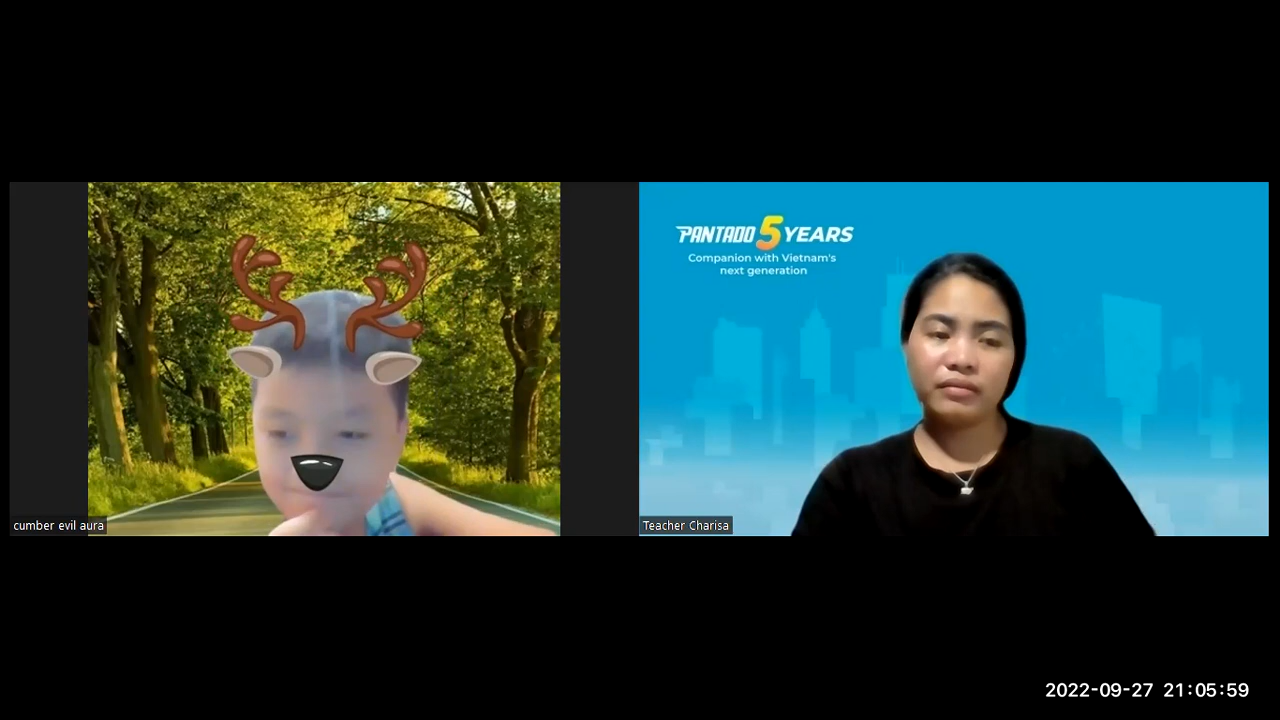 PANTADO 5 YEARS
Companion with Vietnam's
next generation
cumber evil aura
Teacher Charisa
2022-09-27 21:05:59